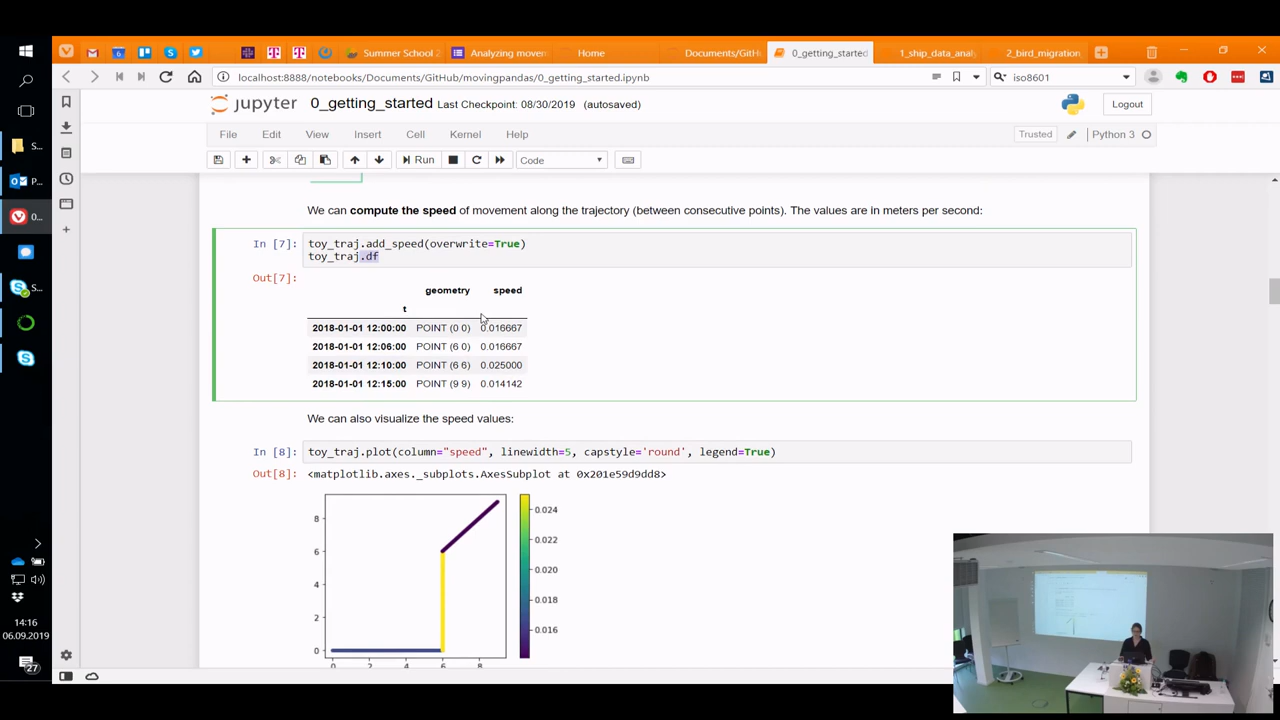 Summer School 2
Analyzing movem
Home
Documents/GitHu
0_getting_started
1_ship_data_anal
2_bird_migration
localhost:8888/notebooks/Documents/GitHub/movingpandas/0_getting_started.ipynb
iso8601
jupyter 0_getting_started Last Checkpoint: 08/30/2019 (autosaved)
Logout
File Edit View Insert Cell Kernel Help
Trusted Python 3
Run
Code
We can compute the speed of movement along the trajectory (between consecutive points). The values are in meters per second:
In [7]: toy_traj.add_speed(overwrite=True)
toy_traj.df
Out[7]:
geometry speed
t
2018-01-01 12:00:00 POINT (0 0) 0.016667
2018-01-01 12:06:00 POINT (6 0) 0.016667
2018-01-01 12:10:00 POINT (6 6) 0.025000
2018-01-01 12:15:00 POINT (9 9) 0.014142
We can also visualize the speed values:
In [8]: toy_traj.plot(column="speed", linewidth=5, capstyle='round', legend=True)
Out[8]: <matplotlib.axes._subplots.AxesSubplot at 0x201e59d9dd8>
8
6
4
2
0
0 2 4 6 8
0.024
0.022
0.020
0.018
0.016
S...
P...
0...
S...
14:16
06.09.2019
27